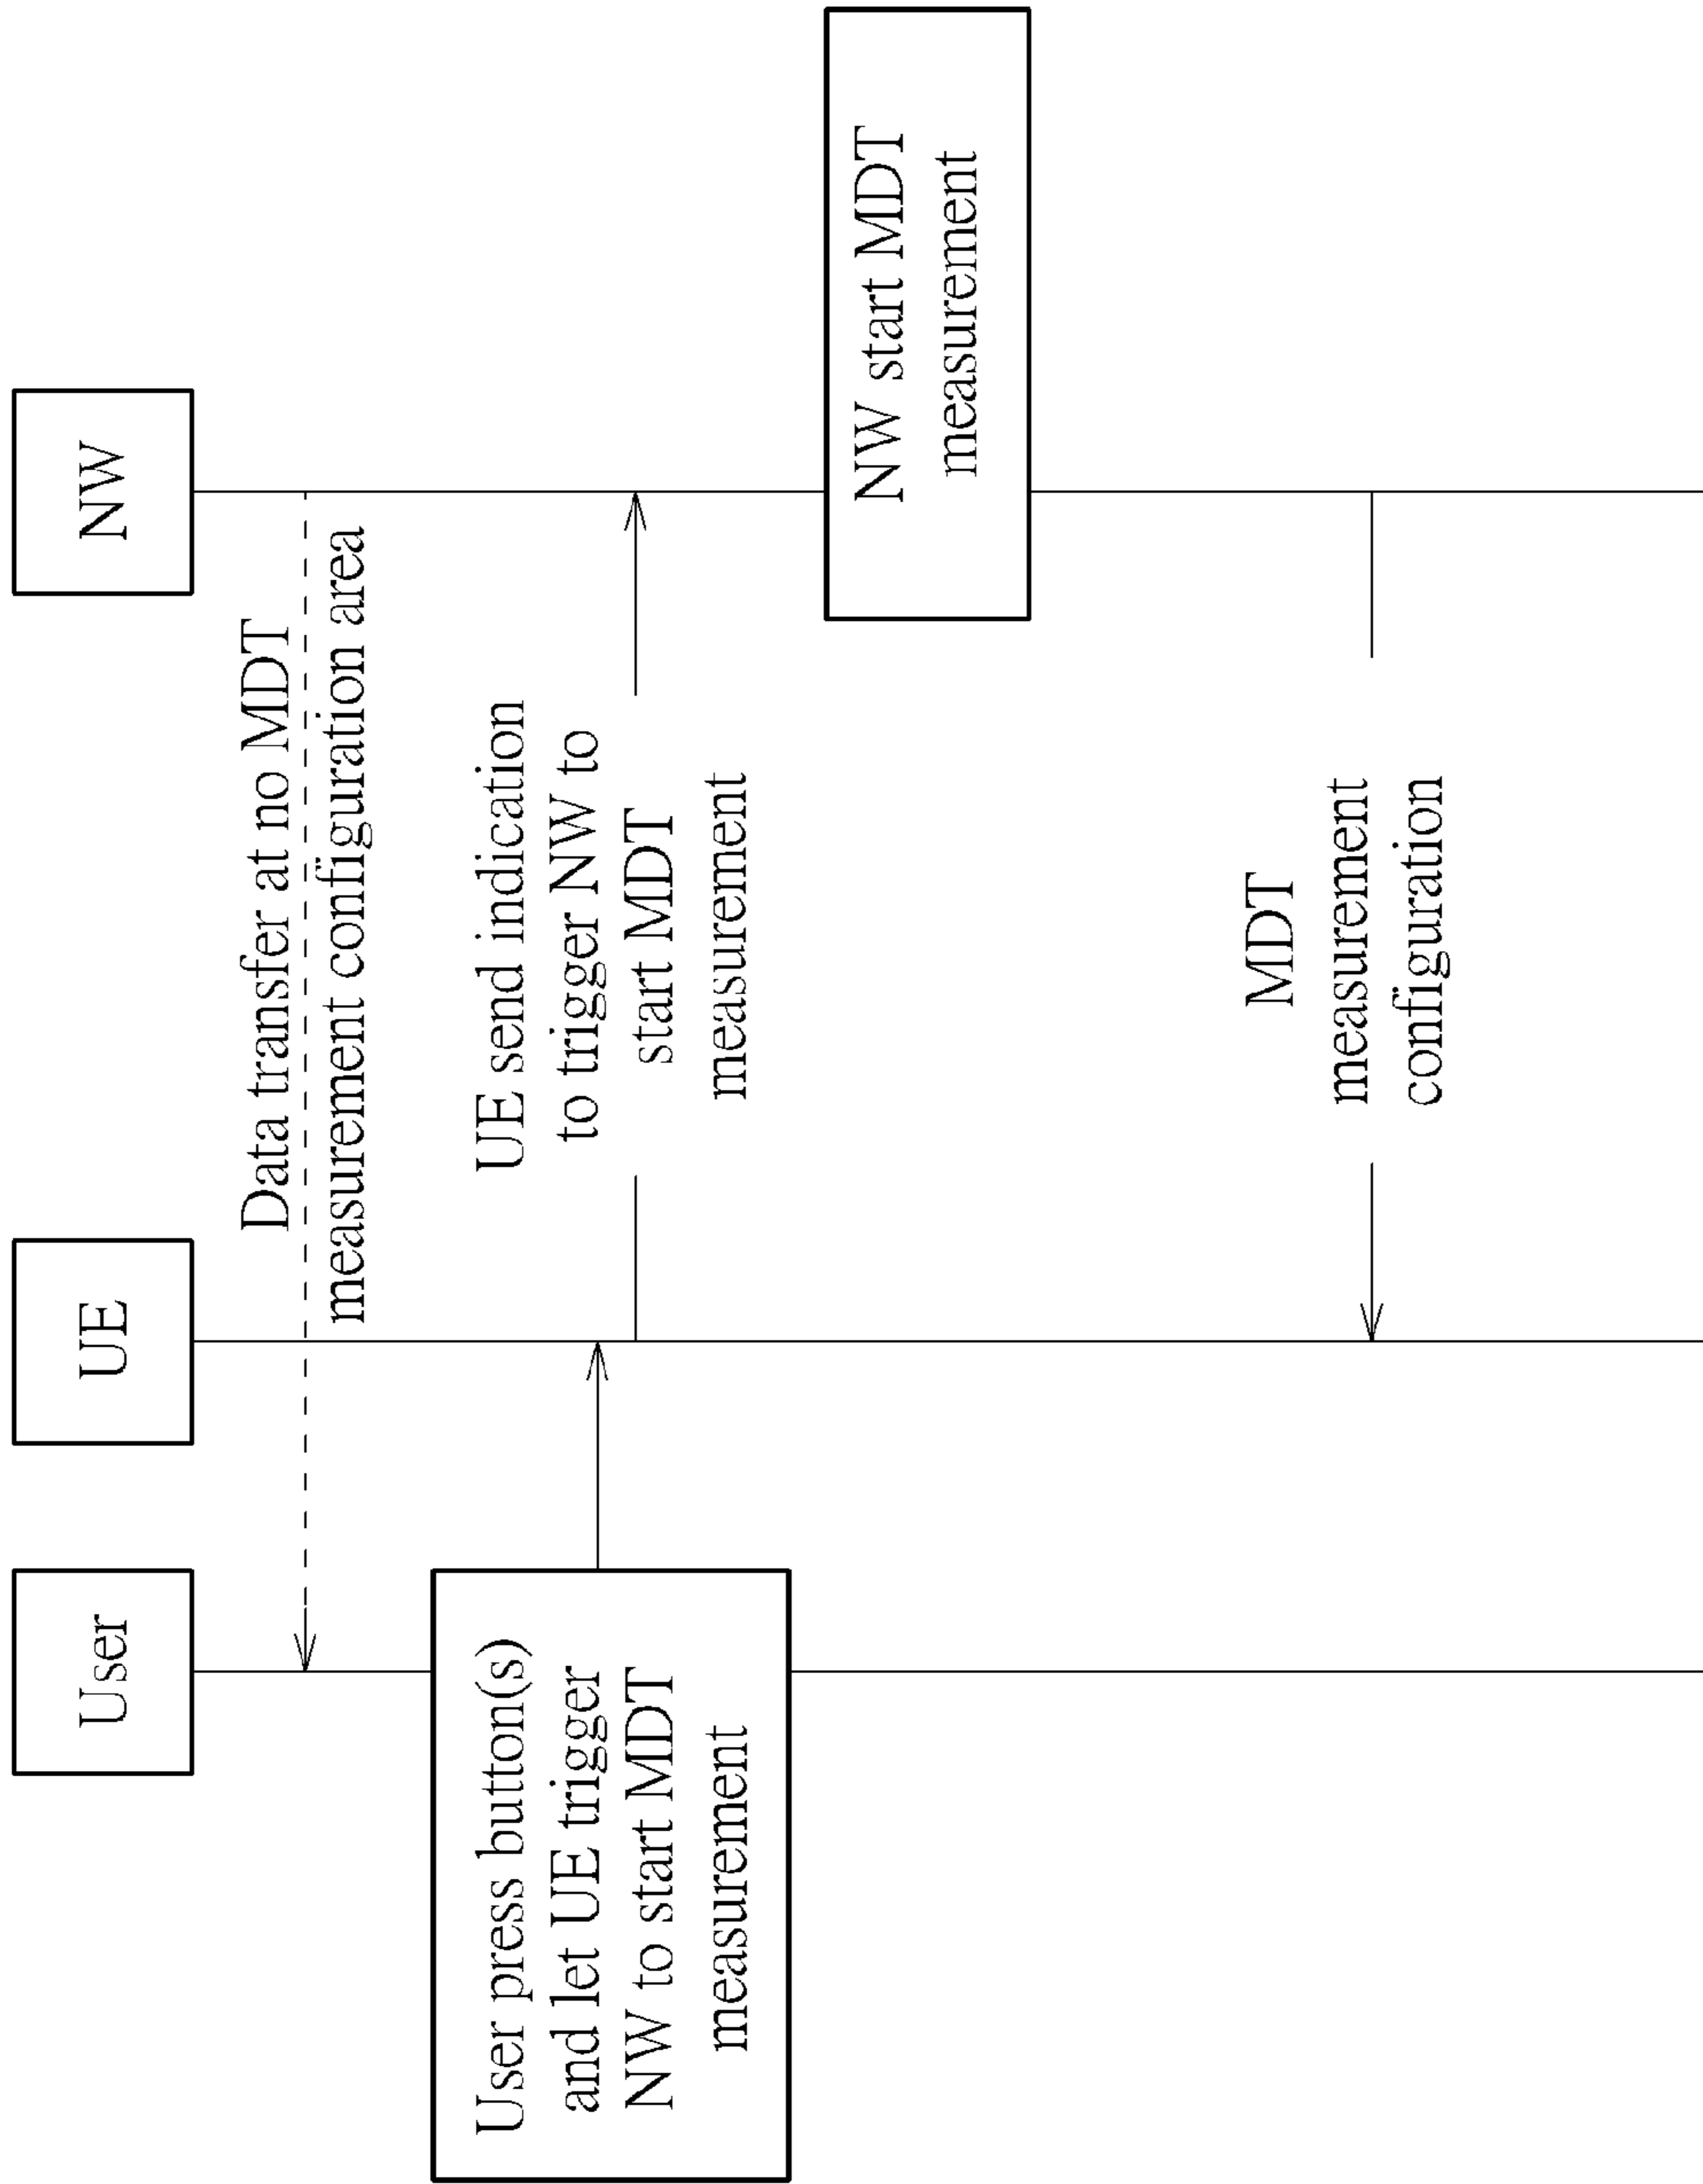 User
UE
NW
Data transfer at no MDT
measurement configuration area
User press button(s)
and let UE trigger
NW to start MDT
measurement
UE send indication
to trigger NW to
start MDT
measurement
NW start MDT
measurement
MDT
measurement
configuration